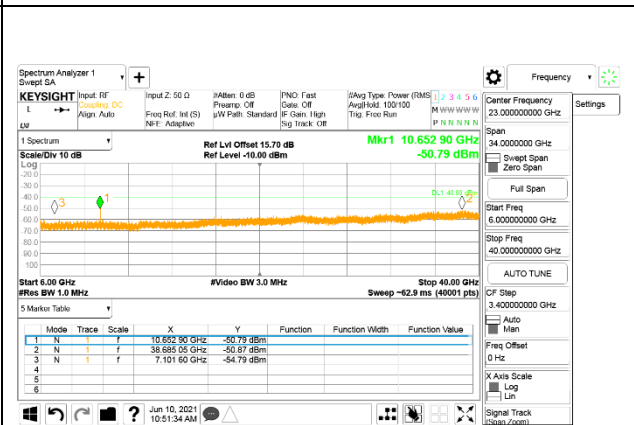 Spectrum Analyzer 1
Swept SA
+
Frequency
KEYSIGHT Input: RF Input Z: 50 Ω #Atten: 0 dB PNO: Fast #Avg Type: Power (RMS 1 2 3 4 5 6
Coupling: DC Preamp: Off Gate: Off Avg|Hold: 100/100 M W W W W W
Align: Auto Freq Ref: Int (S) µW Path: Standard IF Gain: High Trig: Free Run
NFE: Adaptive Sig Track: Off P N N N N N
Center Frequency
23.000000000 GHz
Settings
1 Spectrum
Scale/Div 10 dB
Ref Lvl Offset 15.70 dB
Ref Level -10.00 dBm
Mkr1 10.652 90 GHz
-50.79 dBm
Span
34.0000000 GHz
Swept Span
Zero Span
Log
-20.0
-30.0
-40.0
-50.0
-60.0
-70.0
-80.0
-90.0
-100
3
1
2
Full Span
Start Freq
6.000000000 GHz
Stop Freq
40.000000000 GHz
AUTO TUNE
Start 6.00 GHz #Video BW 3.0 MHz Stop 40.00 GHz
#Res BW 1.0 MHz Sweep ~62.9 ms (40001 pts)
CF Step
3.400000000 GHz
Auto
Man
5 Marker Table
Mode Trace Scale X Y Function Function Width Function Value
1 N 1 f 10.652 90 GHz -50.79 dBm
2 N 1 f 38.685 05 GHz -50.87 dBm
3 N 1 f 7.101 60 GHz -54.79 dBm
4
5
6
Freq Offset
0 Hz
X Axis Scale
Log
Lin
Signal Track
(Span Zoom)
Jun 10, 2021
10:51:34 AM